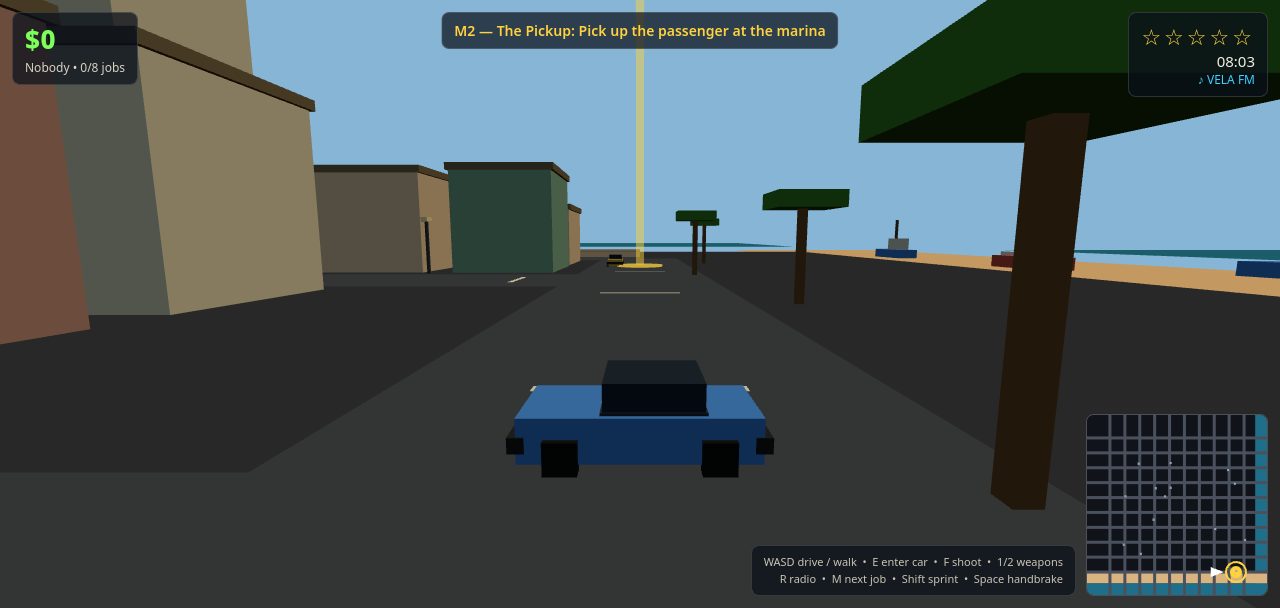 $0
Nobody • 0/8 jobs
M2 — The Pickup: Pick up the passenger at the marina
☆☆☆☆☆
08:03
♪ VELA FM
WASD drive / walk • E enter car • F shoot • 1/2 weapons
R radio • M next job • Shift sprint • Space handbrake